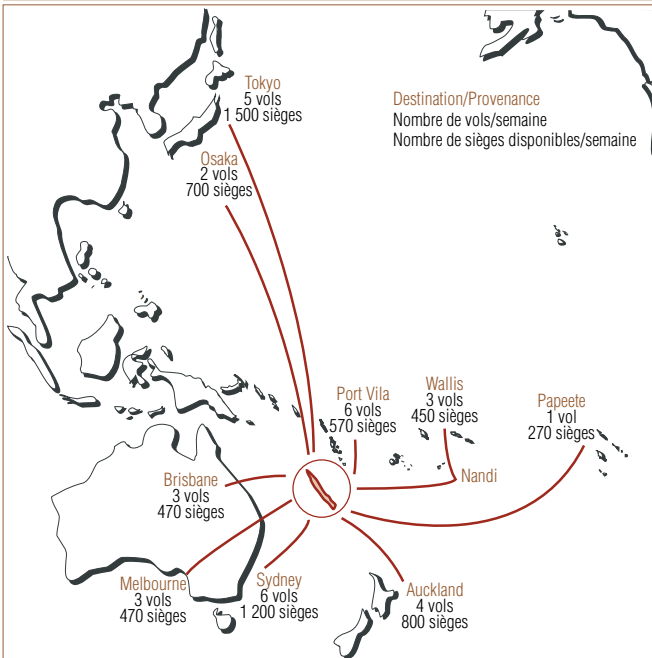 Tokyo
5 vols
1 500 sièges
Destination/Provenance
Nombre de vols/semaine
Nombre de sièges disponibles/semaine
Osaka
2 vols
700 sièges
Port Vila
6 vols
570 sièges
Wallis
3 vols
450 sièges
Papeete
1 vol
270 sièges
Nandi
Brisbane
3 vols
470 sièges
Melbourne
3 vols
470 sièges
Sydney
6 vols
1 200 sièges
Auckland
4 vols
800 sièges